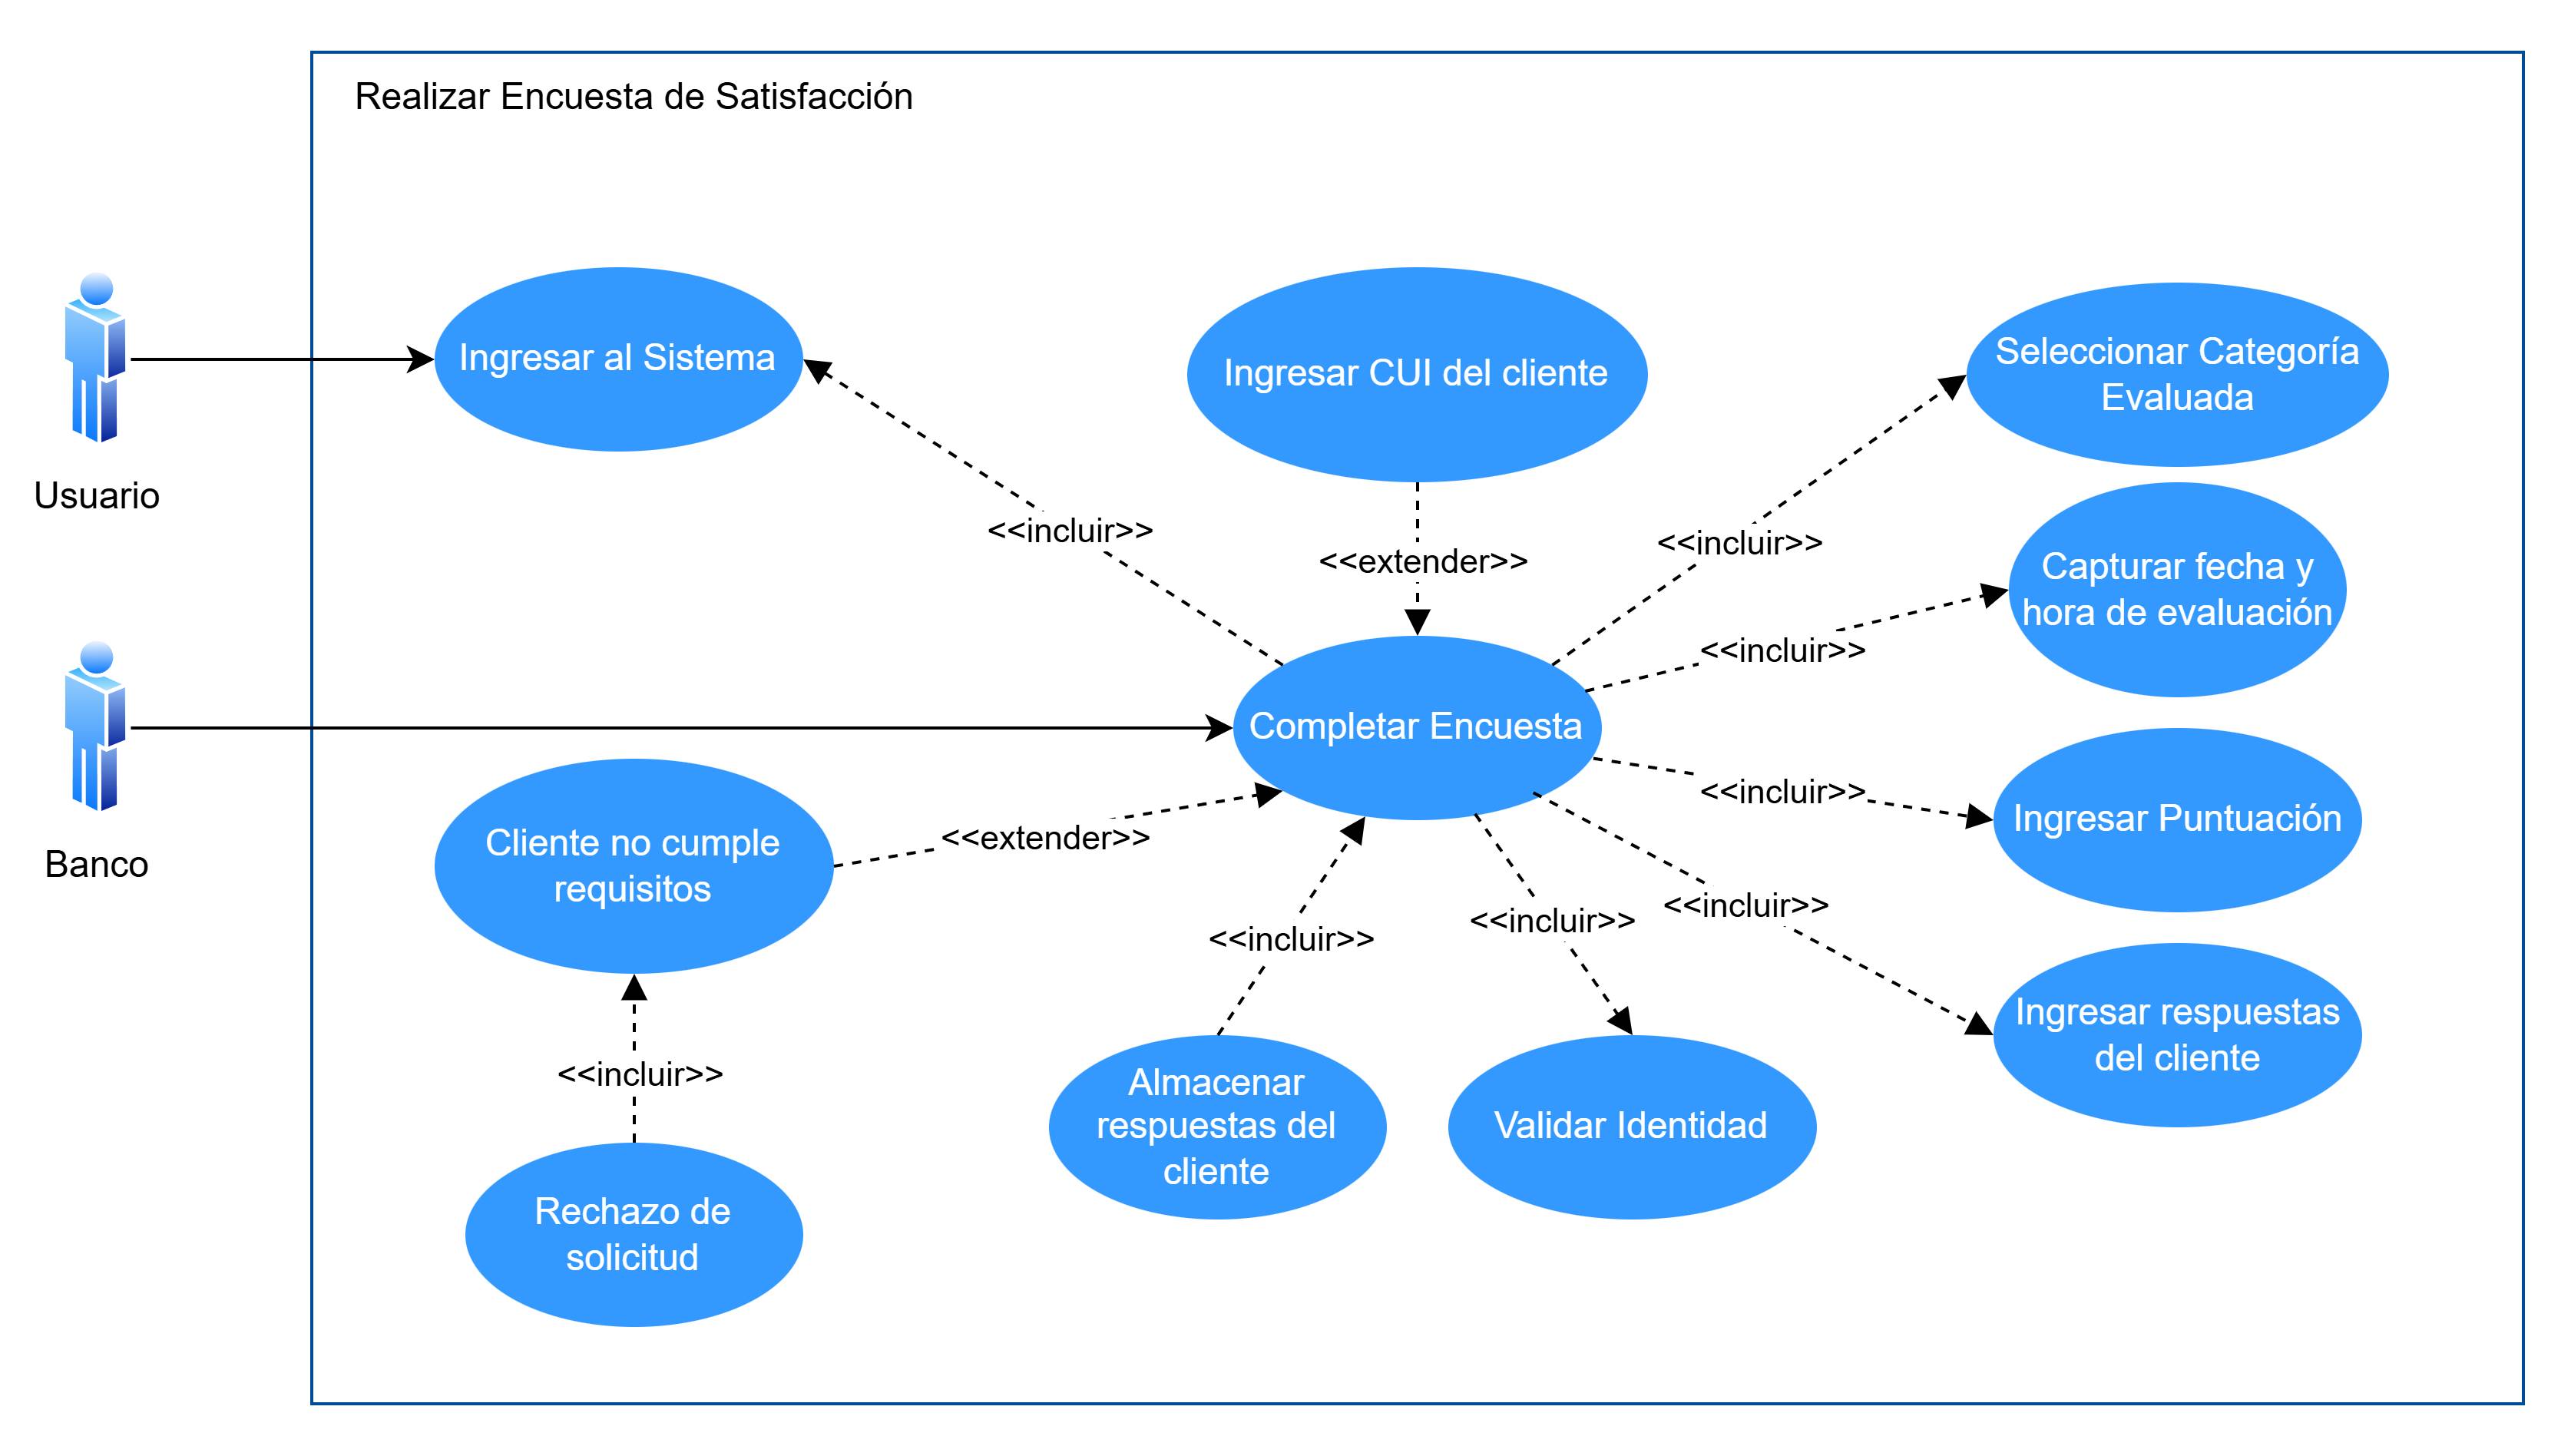 Realizar Encuesta de Satisfacción
Usuario
Ingresar al Sistema
Ingresar CUI del cliente
Seleccionar Categoría
Evaluada
<<incluir>>
<<extender>>
<<incluir>>
Capturar fecha y
hora de evaluación
<<incluir>>
Banco
Completar Encuesta
<<incluir>>
Ingresar Puntuación
Cliente no cumple
requisitos
<<extender>>
<<incluir>>
<<incluir>>
<<incluir>>
Ingresar respuestas
del cliente
<<incluir>>
Almacenar
respuestas del
cliente
Validar Identidad
Rechazo de
solicitud